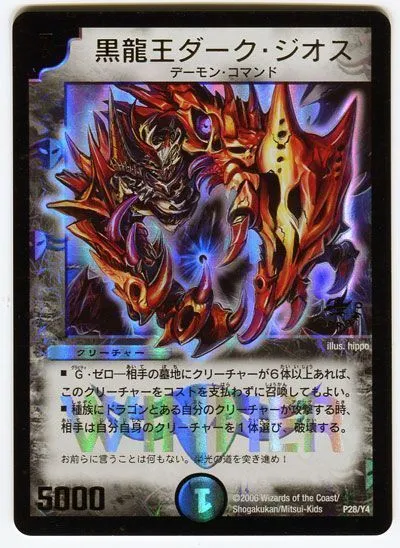 黒龍王ダーク・ジオス
デーモン・コマンド
illus. hippo
クリーチャー
■G・ゼロ―相手の墓地にクリーチャーが6体以上あれば、
このクリーチャーをコストを支払わずに召喚してもよい。
■種族にドラゴンとある自分のクリーチャーが攻撃する時、
相手は自分自身のクリーチャーを1体選び、破壊する。
WINNER
お前らに言うことは何もない。栄光の道を突き進め!
5000
1
©2006 Wizards of the Coast/
Shogakukan/Mitsui-Kids
P28/Y4